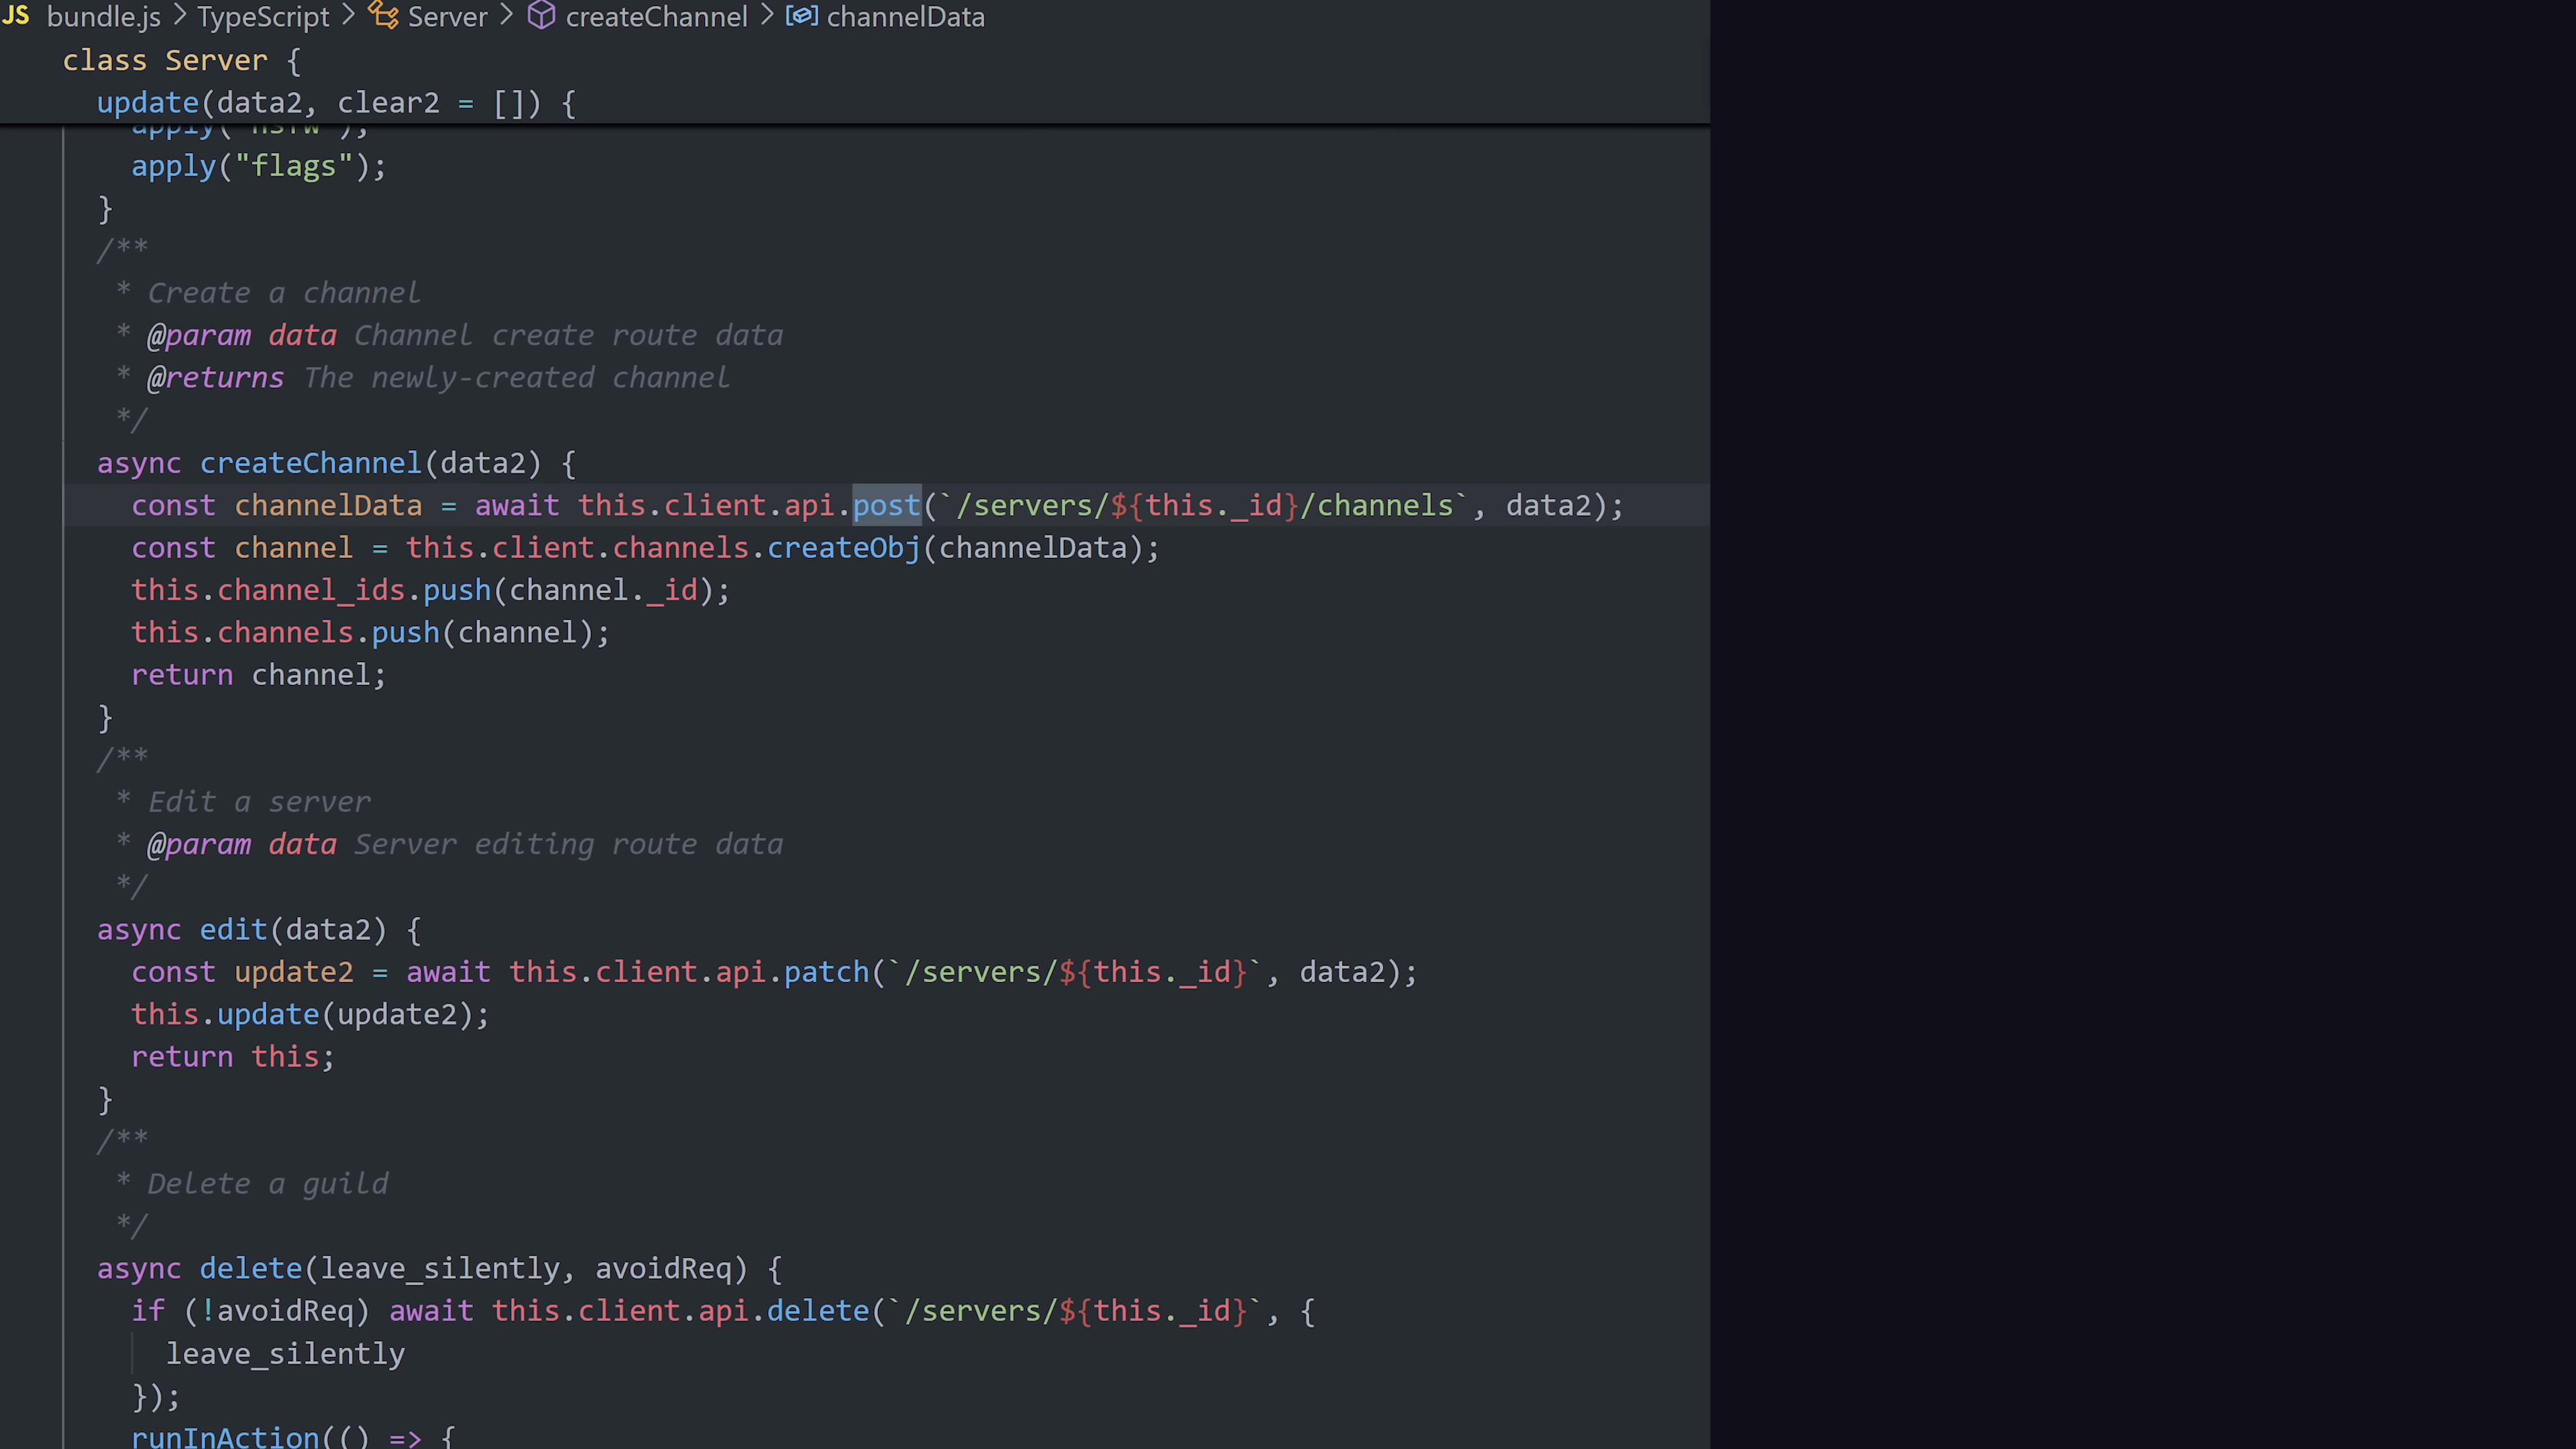 JS bundle.js > TypeScript > Server > createChannel > channelData
class Server {
update(data2, clear2 = []) {
apply("nsfw");
apply("flags");
}
/**
* Create a channel
* @param data Channel create route data
* @returns The newly-created channel
*/
async createChannel(data2) {
const channelData = await this.client.api.post(`/servers/${this._id}/channels`, data2);
const channel = this.client.channels.createObj(channelData);
this.channel_ids.push(channel._id);
this.channels.push(channel);
return channel;
}
/**
* Edit a server
* @param data Server editing route data
*/
async edit(data2) {
const update2 = await this.client.api.patch(`/servers/${this._id}`, data2);
this.update(update2);
return this;
}
/**
* Delete a guild
*/
async delete(leave_silently, avoidReq) {
if (!avoidReq) await this.client.api.delete(`/servers/${this._id}`, {
leave_silently
});
runInAction(() => {